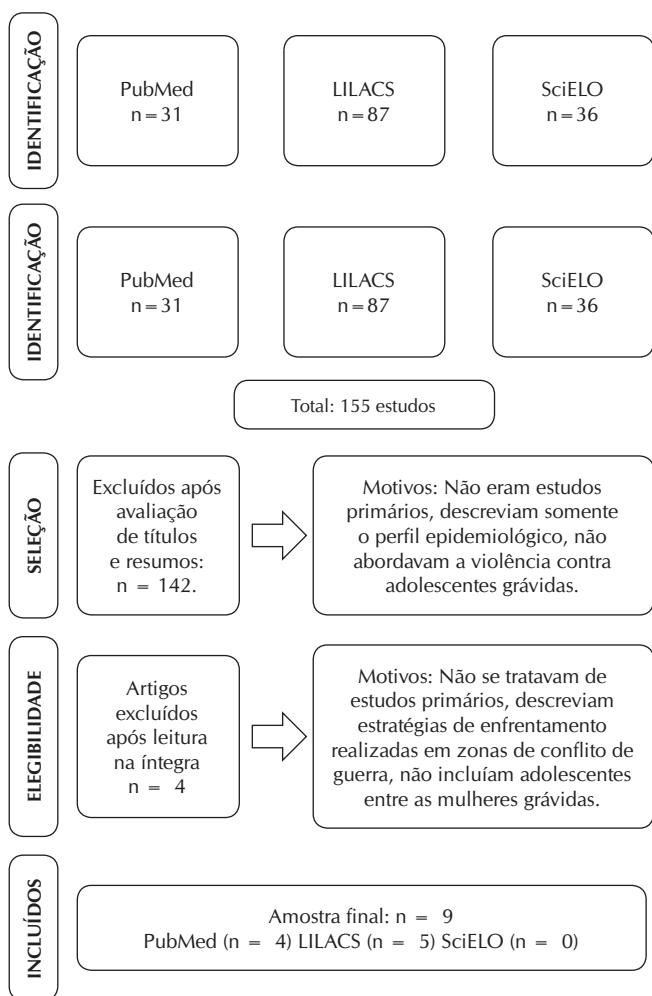 IDENTIFICAÇÃO
PubMed
n=31
LILACS
n=87
SciELO
n=36
IDENTIFICAÇÃO
PubMed
n= 31
LILACS
n=87
SciELO
n=36
Total: 155 estudos
SELEÇÃO
Excluídos após
avaliação
de títulos
e resumos:
n = 142.
Motivos: Não eram estudos
primários, descreviam somente
o perfil epidemiológico, não
abordavam a violência contra
adolescentes grávidas.
ELEGIBILIDADE
Artigos
excluídos
após leitura
na íntegra
n = 4
Motivos: Não se tratavam de
estudos primários, descreviam
estratégias de enfrentamento
realizadas em zonas de conflito de
guerra, não incluíam adolescentes
entre as mulheres grávidas.
INCLUÍDOS
Amostra final: n = 9
PubMed (n = 4) LILACS (n = 5) SciELO (n = 0)